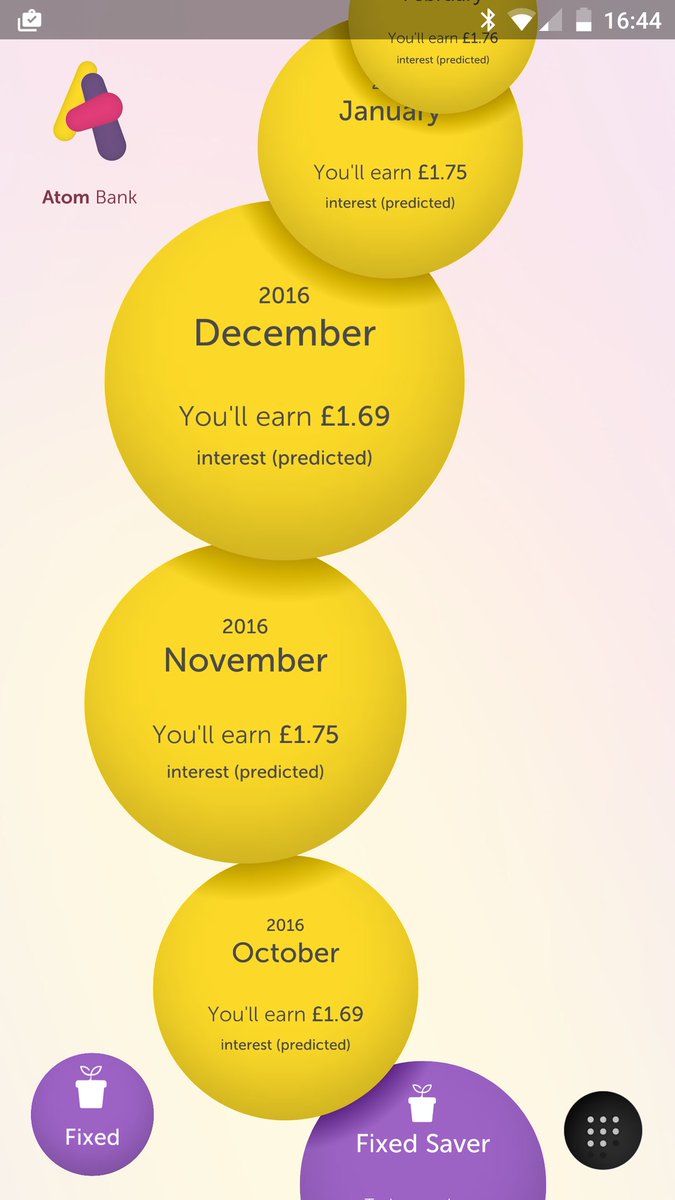 16:44
February
You'll earn £1.76
interest (predicted)
January
You'll earn £1.75
interest (predicted)
Atom Bank
2016
December
You'll earn £1.69
interest (predicted)
2016
November
You'll earn £1.75
interest (predicted)
2016
October
You'll earn £1.69
interest (predicted)
Fixed
Fixed Saver